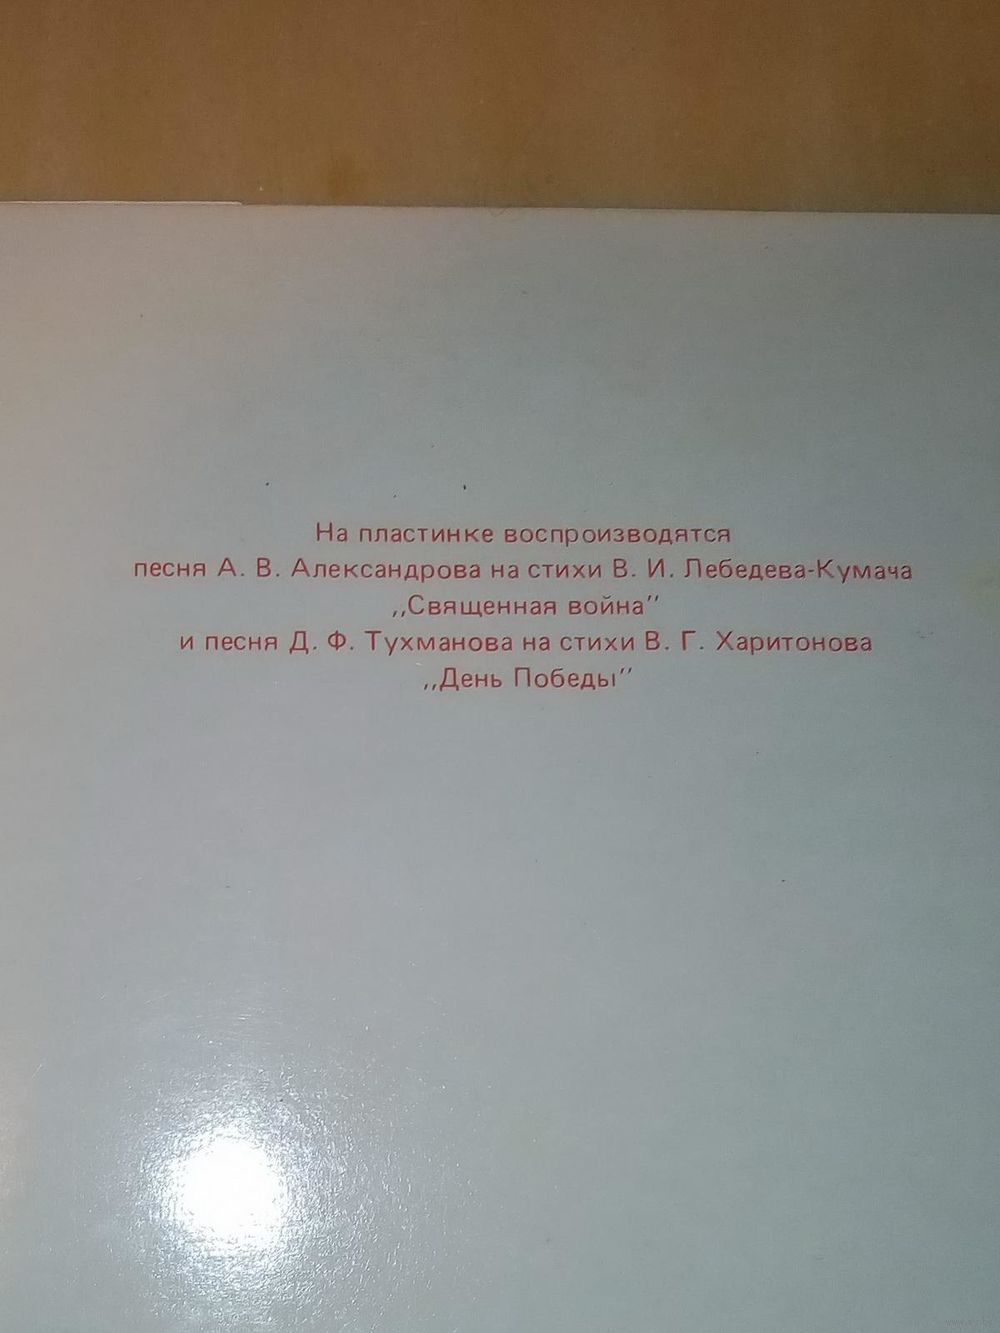 На пластинке воспроизводятся
песня А. В. Александрова на стихи В. И. Лебедева-Кумача
,,Священная война''
и песня Д. Ф. Тухманова на стихи В. Г. Харитонова
,,День Победы''